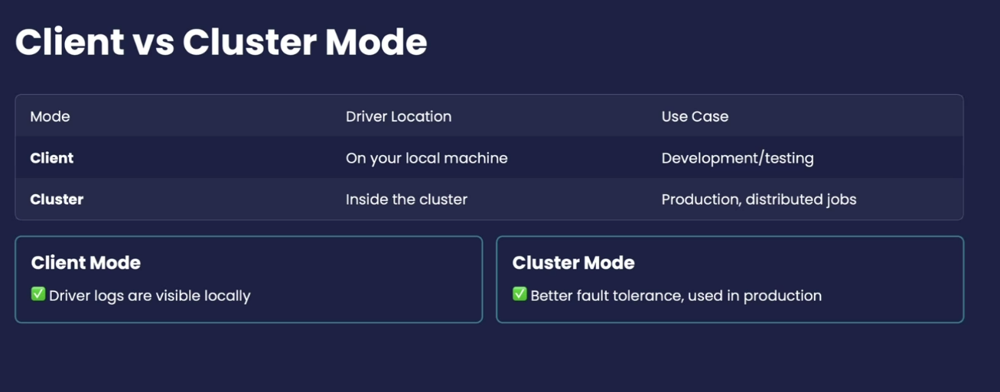 Client vs Cluster Mode
Mode Driver Location Use Case
Client On your local machine Development/testing
Cluster Inside the cluster Production, distributed jobs
Client Mode
✅ Driver logs are visible locally
Cluster Mode
✅ Better fault tolerance, used in production